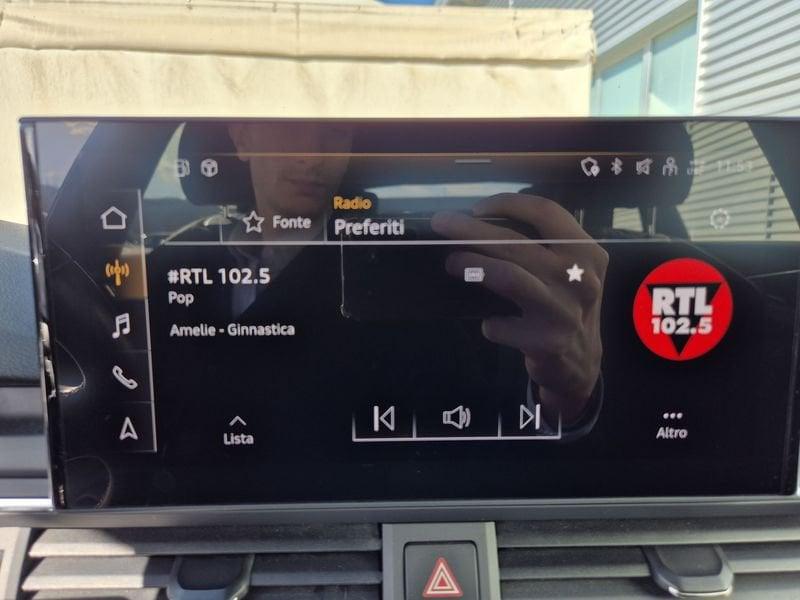 Radio
Fonte
Preferiti
#RTL 102.5
Pop
Amelie - Ginnastica
RTL
102.5
Lista
Altro